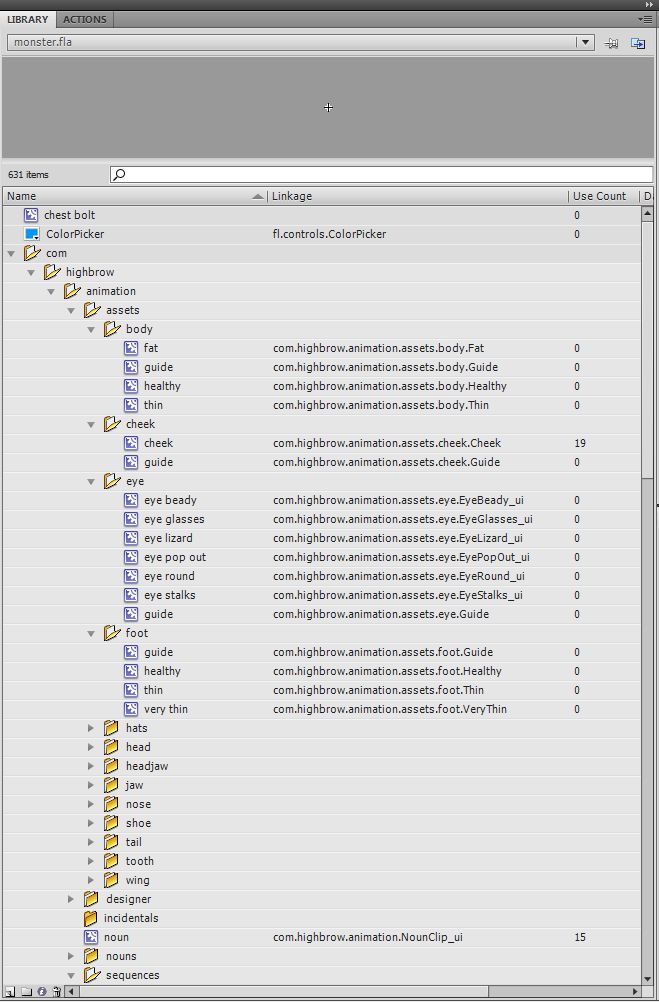 LIBRARY ACTIONS
monster.fla
631 items
Name Linkage Use Count D
chest bolt 0
ColorPicker fl.controls.ColorPicker 0
com
highbrow
animation
assets
body
fat com.highbrow.animation.assets.body.Fat 0
guide com.highbrow.animation.assets.body.Guide 0
healthy com.highbrow.animation.assets.body.Healthy 0
thin com.highbrow.animation.assets.body.Thin 0
cheek
cheek com.highbrow.animation.assets.cheek.Cheek 19
guide com.highbrow.animation.assets.cheek.Guide 0
eye
eye beady com.highbrow.animation.assets.eye.EyeBeady_ui 0
eye glasses com.highbrow.animation.assets.eye.EyeGlasses_ui 0
eye lizard com.highbrow.animation.assets.eye.EyeLizard_ui 0
eye pop out com.highbrow.animation.assets.eye.EyePopOut_ui 0
eye round com.highbrow.animation.assets.eye.EyeRound_ui 0
eye stalks com.highbrow.animation.assets.eye.EyeStalks_ui 0
guide com.highbrow.animation.assets.eye.Guide 0
foot
guide com.highbrow.animation.assets.foot.Guide 0
healthy com.highbrow.animation.assets.foot.Healthy 0
thin com.highbrow.animation.assets.foot.Thin 0
very thin com.highbrow.animation.assets.foot.VeryThin 0
hats
head
headjaw
jaw
nose
shoe
tail
tooth
wing
designer
incidentals
noun com.highbrow.animation.NounClip_ui 15
nouns
sequences